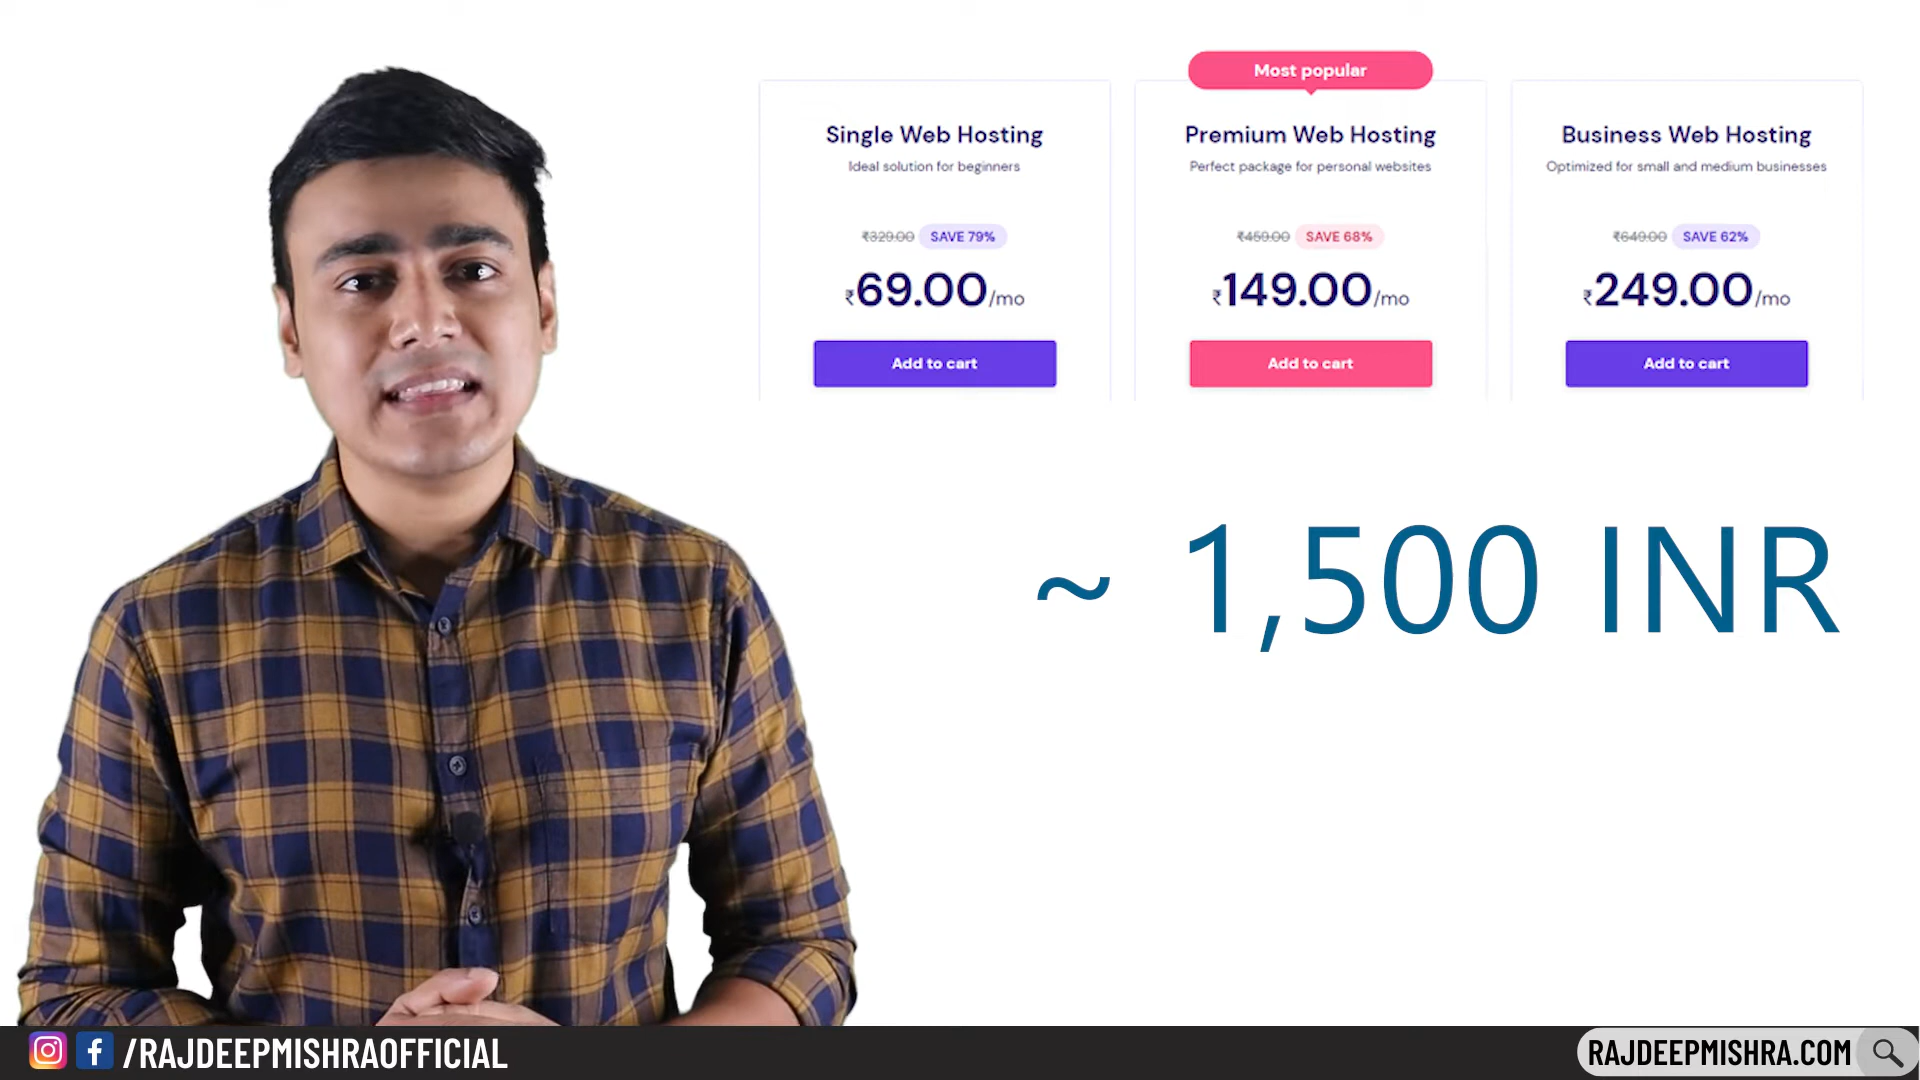 Most popular
Single Web Hosting
Ideal solution for beginners
₹329.00 SAVE 79%
₹69.00/mo
Add to cart
Premium Web Hosting
Perfect package for personal websites
₹459.00 SAVE 68%
₹149.00/mo
Add to cart
Business Web Hosting
Optimized for small and medium businesses
₹649.00 SAVE 62%
₹249.00/mo
Add to cart
~ 1,500 INR
/RAJDEEPMISHRAOFFICIAL
RAJDEEPMISHRA.COM